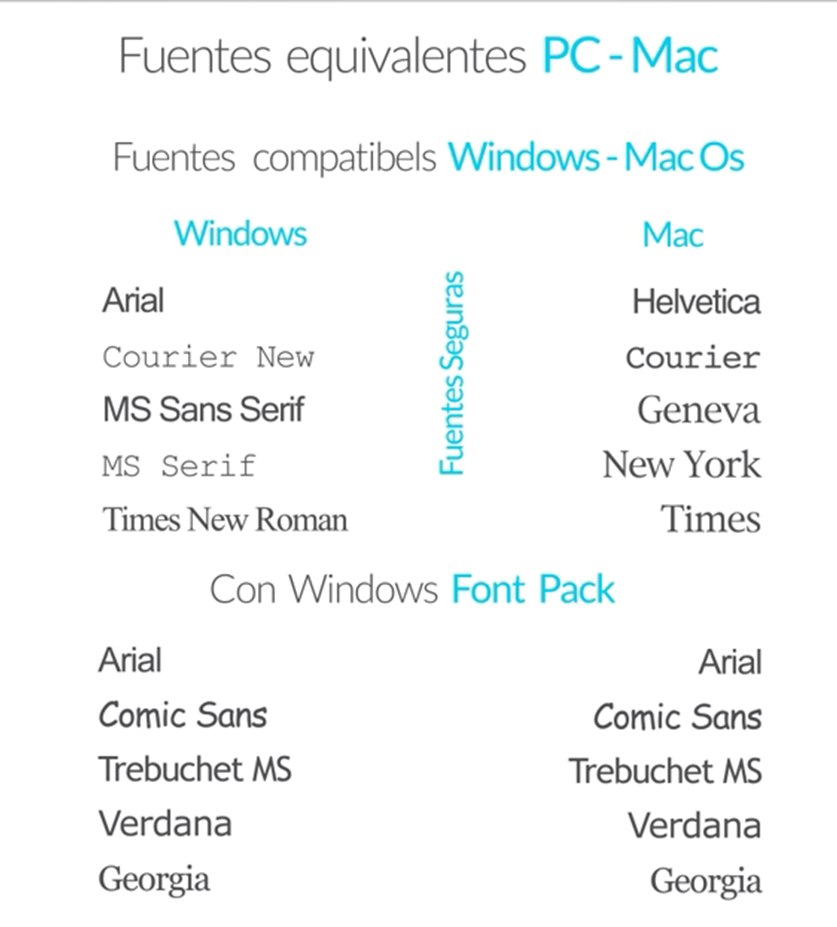 Fuentes equivalentes PC - Mac
Fuentes compatibels Windows - Mac Os
Windows
Mac
Fuentes Seguras
Arial
Helvetica
Courier New
Courier
MS Sans Serif
Geneva
MS Serif
New York
Times New Roman
Times
Con Windows Font Pack
Arial
Arial
Comic Sans
Comic Sans
Trebuchet MS
Trebuchet MS
Verdana
Verdana
Georgia
Georgia